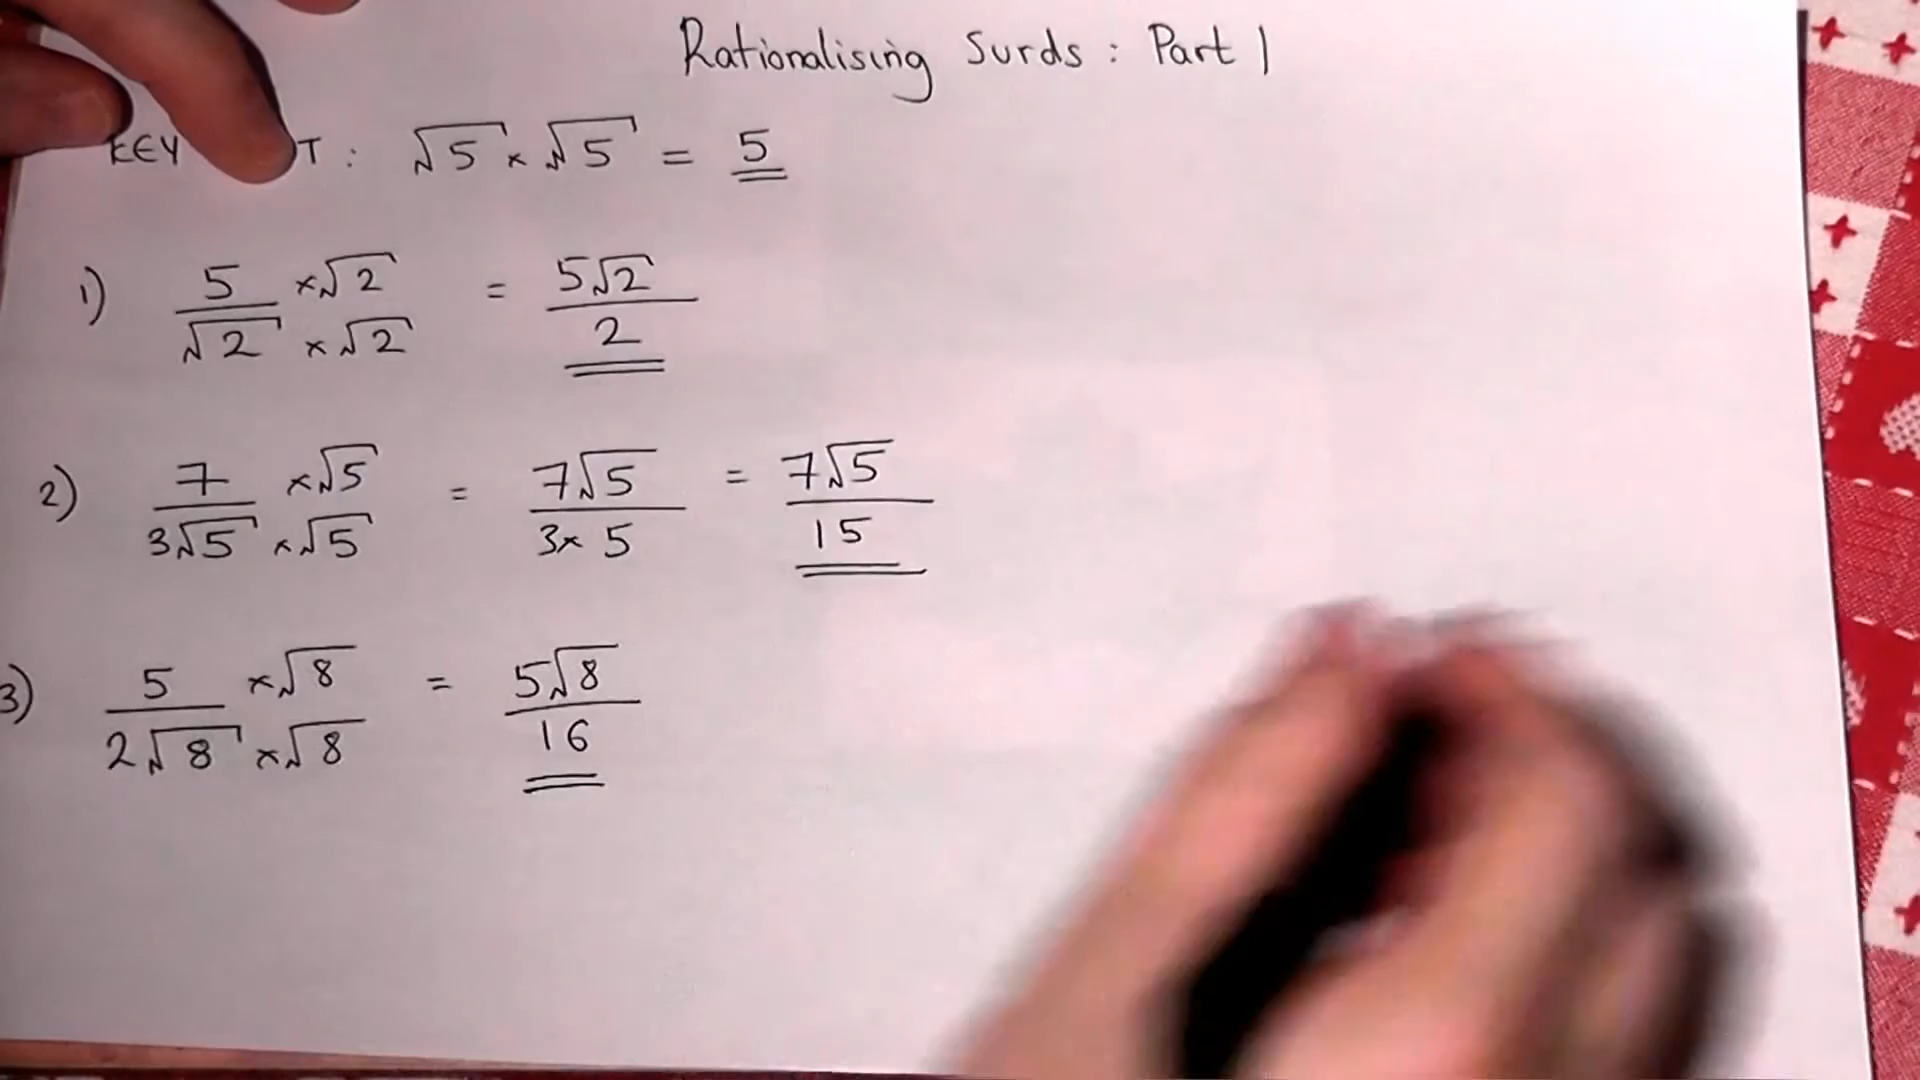 Rationalising Surds : Part 1
KEY T : √5 × √5 = 5
1) 5/√2 ×√2/×√2 = 5√2/2
2) 7/3√5 ×√5/×√5 = 7√5/3×5 = 7√5/15
3) 5/2√8 ×√8/×√8 = 5√8/16